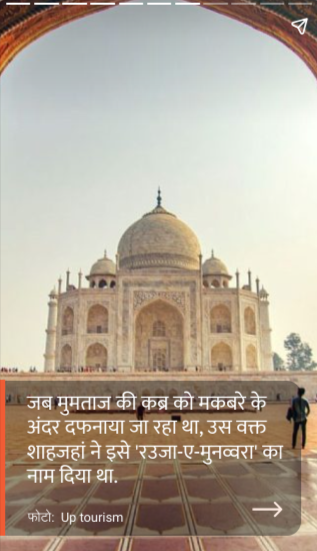 जब मुमताज की कब्र को मकबरे के
अंदर दफनाया जा रहा था, उस वक्त
शाहजहां ने इसे 'रउजा-ए-मुनव्वरा' का
नाम दिया था.
फोटो: Up tourism